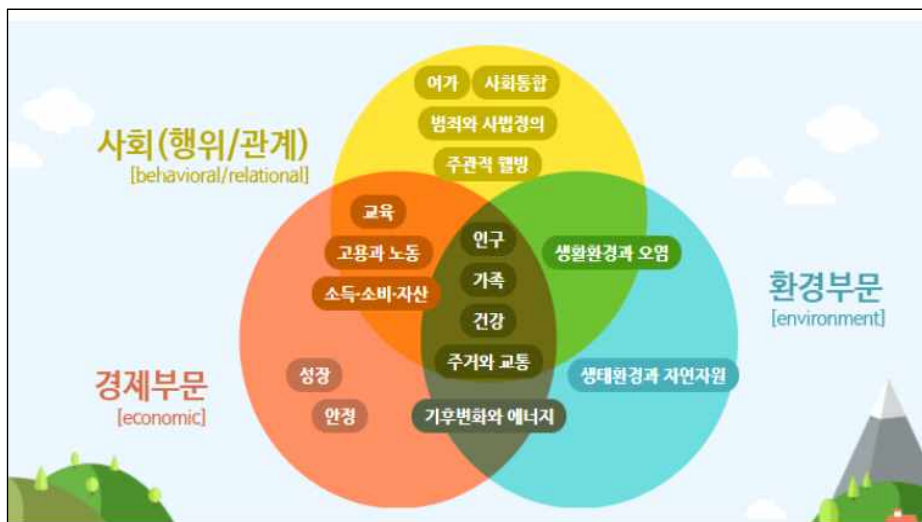 여가 사회통합
범죄와 사법정의
사회(행위/관계)
[behavioral/relational]
주관적 웰빙
교육
인구
고용과 노동
생활환경과 오염
가족
소득·소비·자산
환경부문
[environment]
건강
주거와 교통
경제부문
[economic]
성장
생태환경과 자연자원
안정
기후변화와 에너지